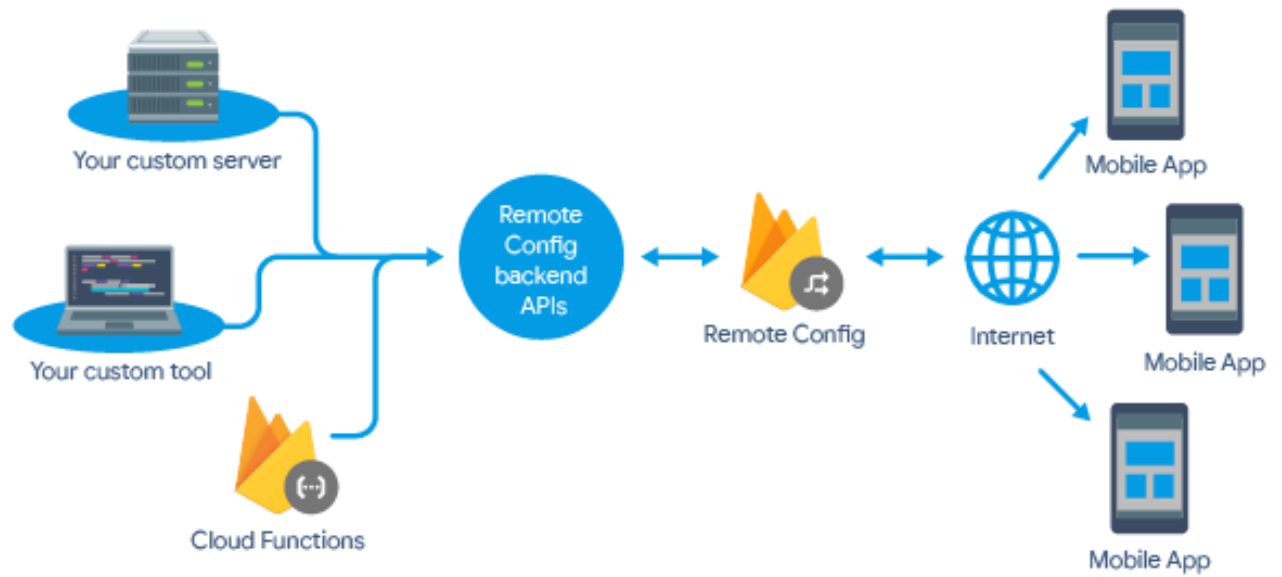 Your custom server
Your custom tool
Cloud Functions
Remote
Config
backend
APIs
Remote Config
Internet
Mobile App
Mobile App
Mobile App